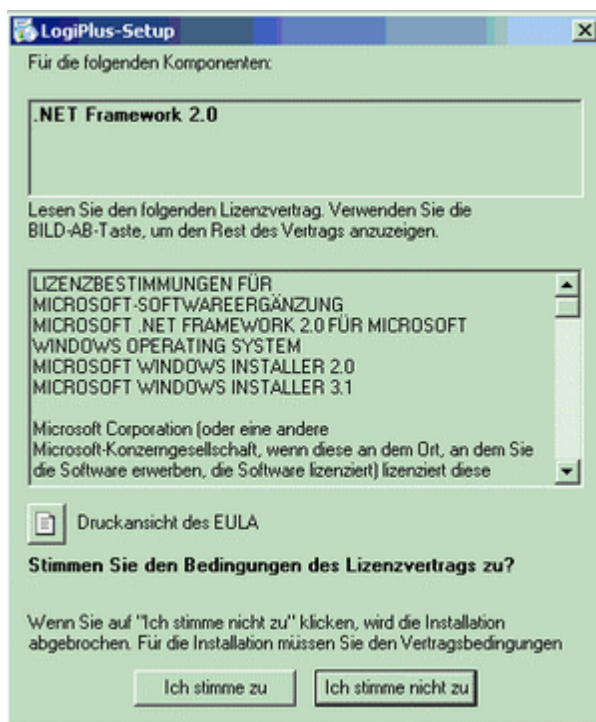 LogiPlus-Setup
Für die folgenden Komponenten:
.NET Framework 2.0
Lesen Sie den folgenden Lizenzvertrag. Verwenden Sie die
BILD-AB-Taste, um den Rest des Vertrags anzuzeigen.
LIZENZBESTIMMUNGEN FÜR
MICROSOFT-SOFTWAREERGÄNZUNG
MICROSOFT .NET FRAMEWORK 2.0 FÜR MICROSOFT
WINDOWS OPERATING SYSTEM
MICROSOFT WINDOWS INSTALLER 2.0
MICROSOFT WINDOWS INSTALLER 3.1
Microsoft Corporation (oder eine andere
Microsoft-Konzerngesellschaft, wenn diese an dem Ort, an dem Sie
die Software erwerben, die Software lizenziert) lizenziert diese
Druckansicht des EULA
Stimmen Sie den Bedingungen des Lizenzvertrags zu?
Wenn Sie auf "Ich stimme nicht zu" klicken, wird die Installation
abgebrochen. Für die Installation müssen Sie den Vertragsbedingungen
Ich stimme zu
Ich stimme nicht zu